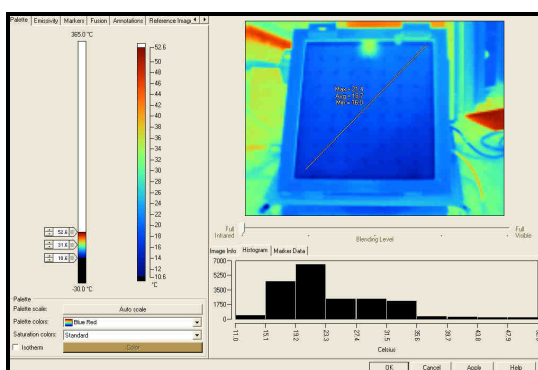 Palette Emissivity Markers Fusion Annotations Reference Image
365.0 °C
52.6
50
48
46
44
42
40
38
36
34
32
30
28
26
24
22
20
18
16
14
12
10.6
°C
52.6
31.6
10.6
-30.0 °C
Palette
Palette scale: Auto scale
Palette colors: Blue Red
Saturation colors: Standard
Isotherm Color
Max = 21.4
Min = 16.0
Full Infrared
Full Visible
Blending Level
Image Info Histogram Marker Data
7000
5250
3500
1750
0
11.0 15.1 19.2 23.3 27.4 31.5 35.6 39.7 43.8 47.9
Celsius
OK Cancel Apply Help